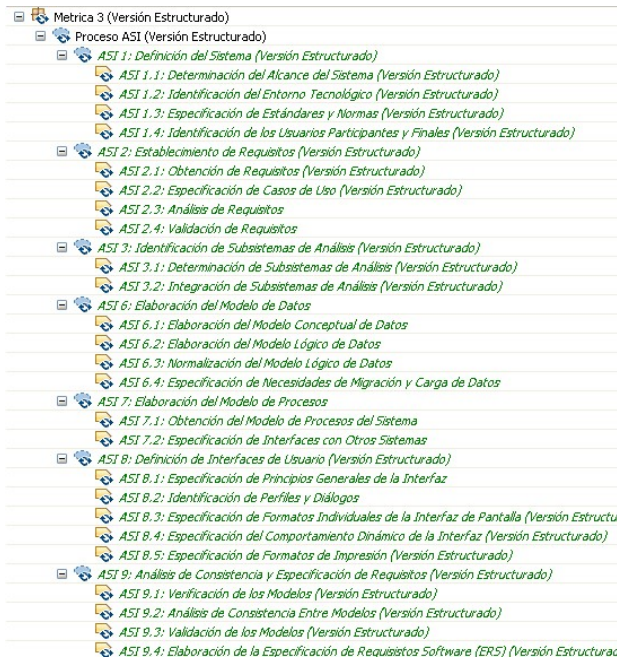 Metrica 3 (Versión Estructurado)
Proceso ASI (Versión Estructurado)
ASI 1: Definición del Sistema (Versión Estructurado)
ASI 1.1: Determinación del Alcance del Sistema (Versión Estructurado)
ASI 1.2: Identificación del Entorno Tecnológico (Versión Estructurado)
ASI 1.3: Especificación de Estándares y Normas (Versión Estructurado)
ASI 1.4: Identificación de los Usuarios Participantes y Finales (Versión Estructurado)
ASI 2: Establecimiento de Requisitos (Versión Estructurado)
ASI 2.1: Obtención de Requisitos (Versión Estructurado)
ASI 2.2: Especificación de Casos de Uso (Versión Estructurado)
ASI 2.3: Análisis de Requisitos
ASI 2.4: Validación de Requisitos
ASI 3: Identificación de Subsistemas de Análisis (Versión Estructurado)
ASI 3.1: Determinación de Subsistemas de Análisis (Versión Estructurado)
ASI 3.2: Integración de Subsistemas de Análisis (Versión Estructurado)
ASI 6: Elaboración del Modelo de Datos
ASI 6.1: Elaboración del Modelo Conceptual de Datos
ASI 6.2: Elaboración del Modelo Lógico de Datos
ASI 6.3: Normalización del Modelo Lógico de Datos
ASI 6.4: Especificación de Necesidades de Migración y Carga de Datos
ASI 7: Elaboración del Modelo de Procesos
ASI 7.1: Obtención del Modelo de Procesos del Sistema
ASI 7.2: Especificación de Interfaces con Otros Sistemas
ASI 8: Definición de Interfaces de Usuario (Versión Estructurado)
ASI 8.1: Especificación de Principios Generales de la Interfaz
ASI 8.2: Identificación de Perfiles y Diálogos
ASI 8.3: Especificación de Formatos Individuales de la Interfaz de Pantalla (Versión Estructu
ASI 8.4: Especificación del Comportamiento Dinámico de la Interfaz (Versión Estructurado)
ASI 8.5: Especificación de Formatos de Impresión (Versión Estructurado)
ASI 9: Análisis de Consistencia y Especificación de Requisitos (Versión Estructurado)
ASI 9.1: Verificación de los Modelos (Versión Estructurado)
ASI 9.2: Análisis de Consistencia Entre Modelos (Versión Estructurado)
ASI 9.3: Validación de los Modelos (Versión Estructurado)
ASI 9.4: Elaboración de la Especificación de Requisistos Software (ERS) (Versión Estructurad